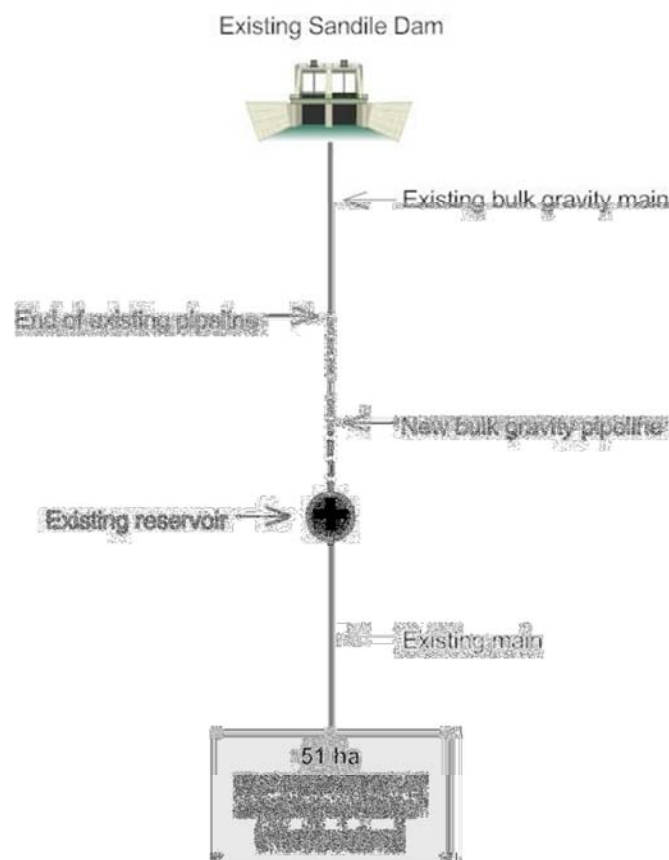 Existing Sandile Dam
Existing bulk gravity main
End of existing pipeline
New bulk gravity pipeline
Existing reservoir
Existing main
51 ha